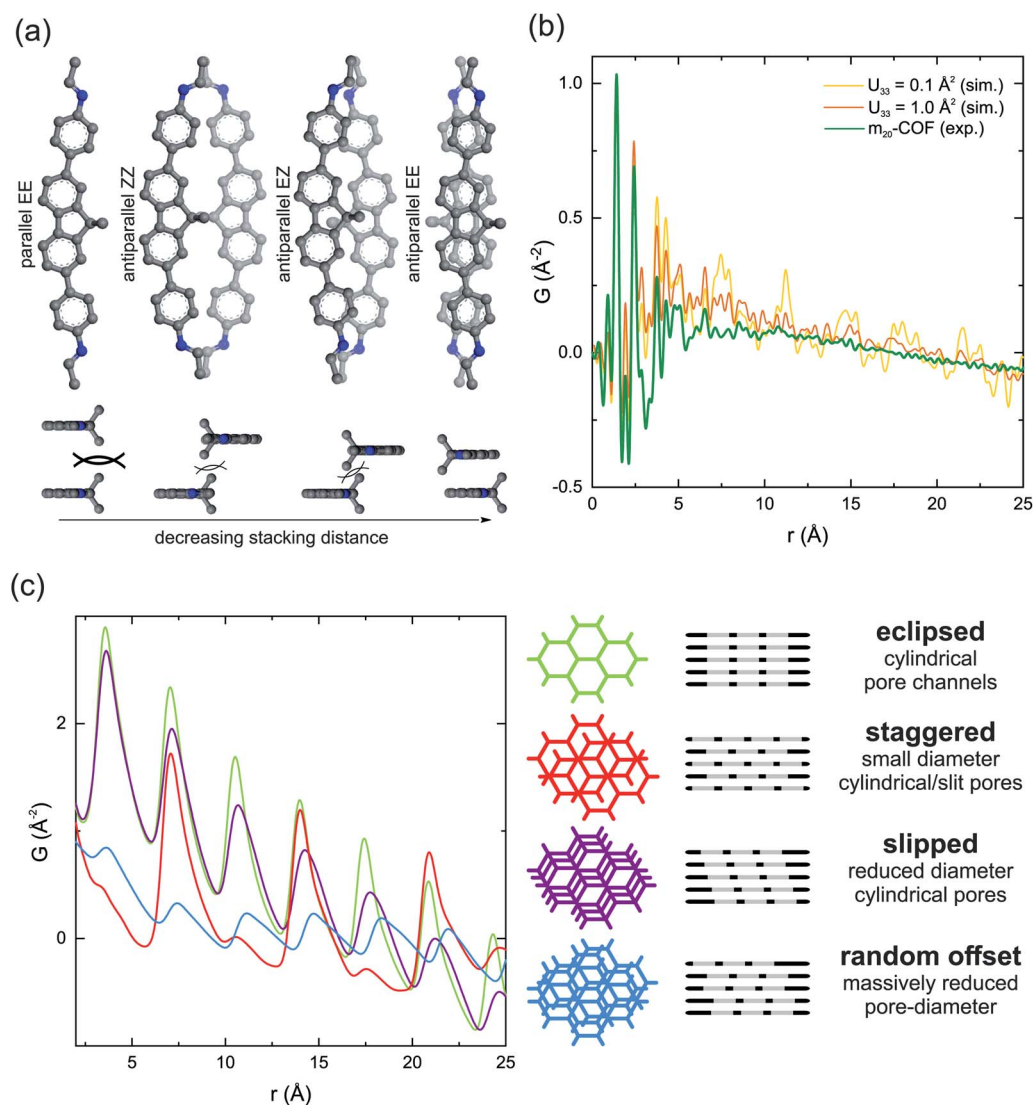 (a)
parallel EE
antiparallel ZZ
antiparallel EZ
antiparallel EE
decreasing stacking distance
(b)
U₃₃ = 0.1 Å² (sim.)
U₃₃ = 1.0 Å² (sim.)
m₂₀-COF (exp.)
1.0
0.5
0.0
-0.5
G (Å⁻²)
0 5 10 15 20 25
r (Å)
(c)
2
0
G (Å⁻²)
5 10 15 20 25
r (Å)
eclipsed
cylindrical
pore channels
staggered
small diameter
cylindrical/slit pores
slipped
reduced diameter
cylindrical pores
random offset
massively reduced
pore-diameter